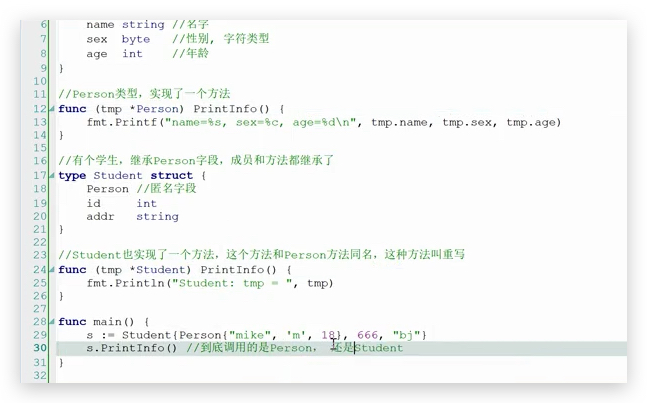 6 name string //名字
7 sex byte //性别, 字符类型
8 age int //年龄
9 }
10
11 //Person类型，实现了一个方法
12 func (tmp *Person) PrintInfo() {
13 fmt.Printf("name=%s, sex=%c, age=%d\n", tmp.name, tmp.sex, tmp.age)
14 }
15
16 //有个学生，继承Person字段，成员和方法都继承了
17 type Student struct {
18 Person //匿名字段
19 id int
20 addr string
21 }
22
23 //Student也实现了一个方法，这个方法和Person方法同名，这种方法叫重写
24 func (tmp *Student) PrintInfo() {
25 fmt.Println("Student: tmp = ", tmp)
26 }
27
28 func main() {
29 s := Student{Person{"mike", 'm', 18}, 666, "bj"}
30 s.PrintInfo() //到底调用的是Person， 还是Student
31 }
32